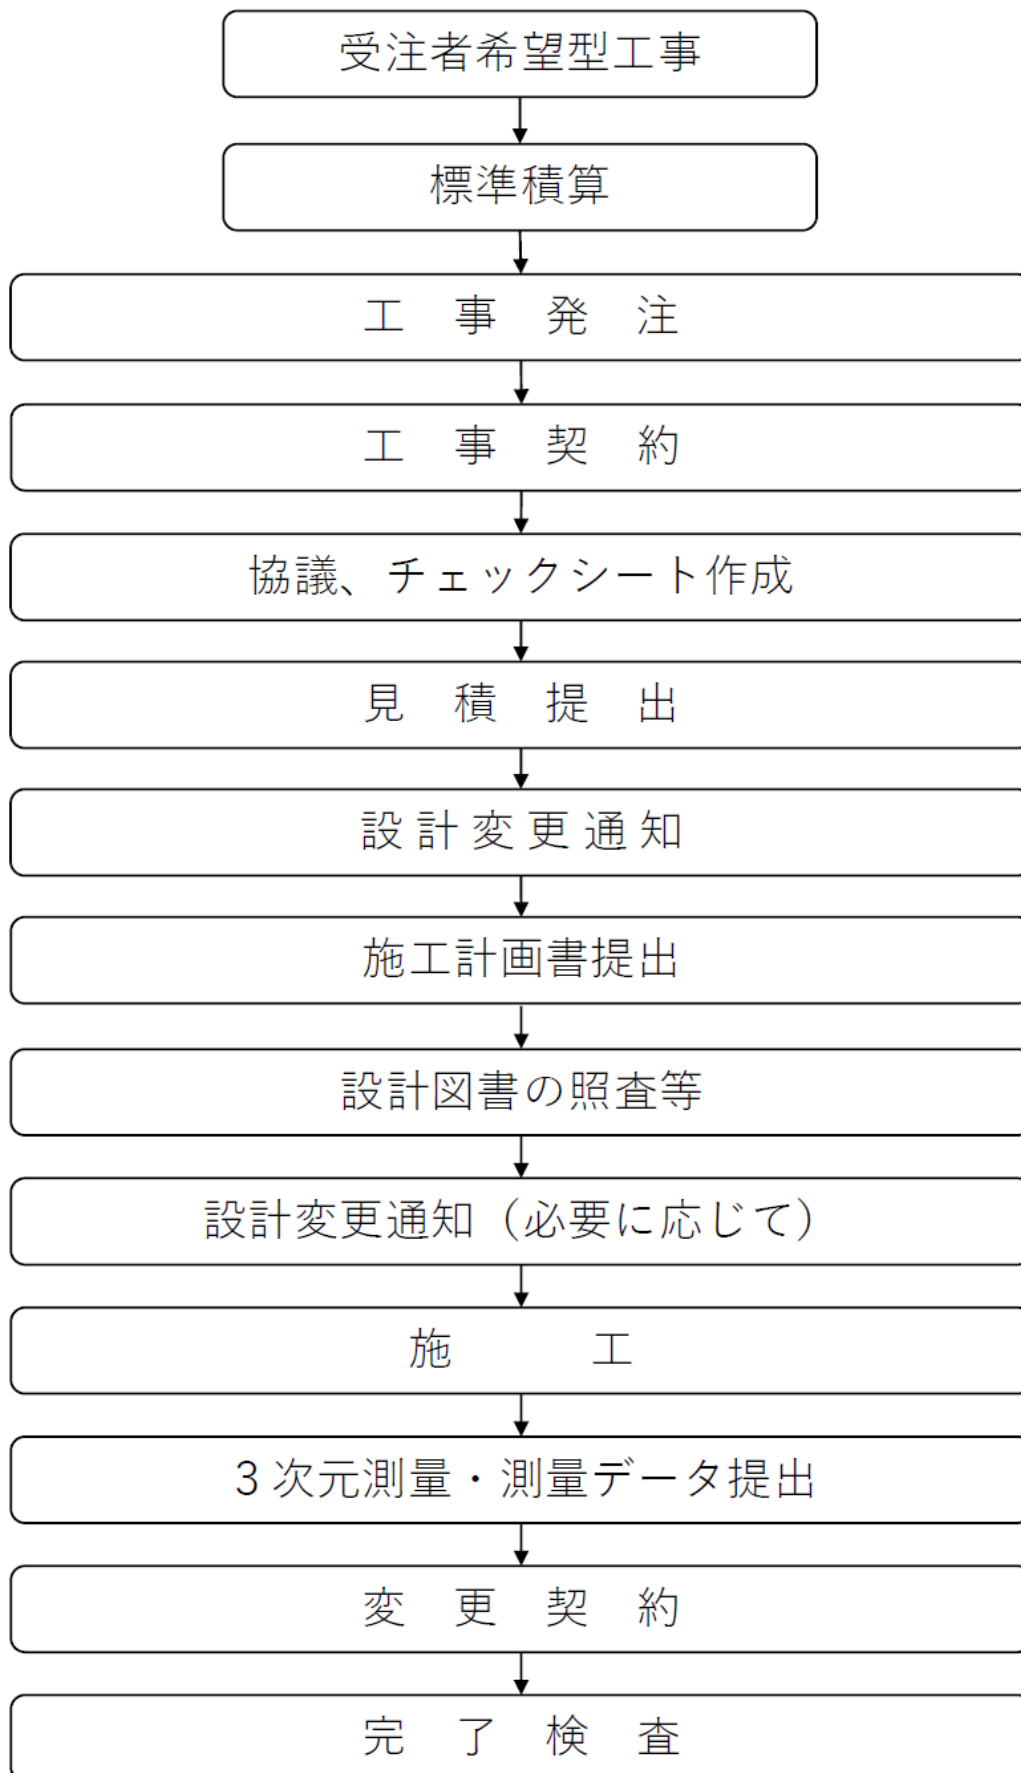 受注者希望型工事
標準積算
工　事　発　注
工　事　契　約
協議、チェックシート作成
見　積　提　出
設 計 変 更 通 知
施工計画書提出
設計図書の照査等
設計変更通知（必要に応じて）
施　　　工
３次元測量・測量データ提出
変　更　契　約
完　了　検　査